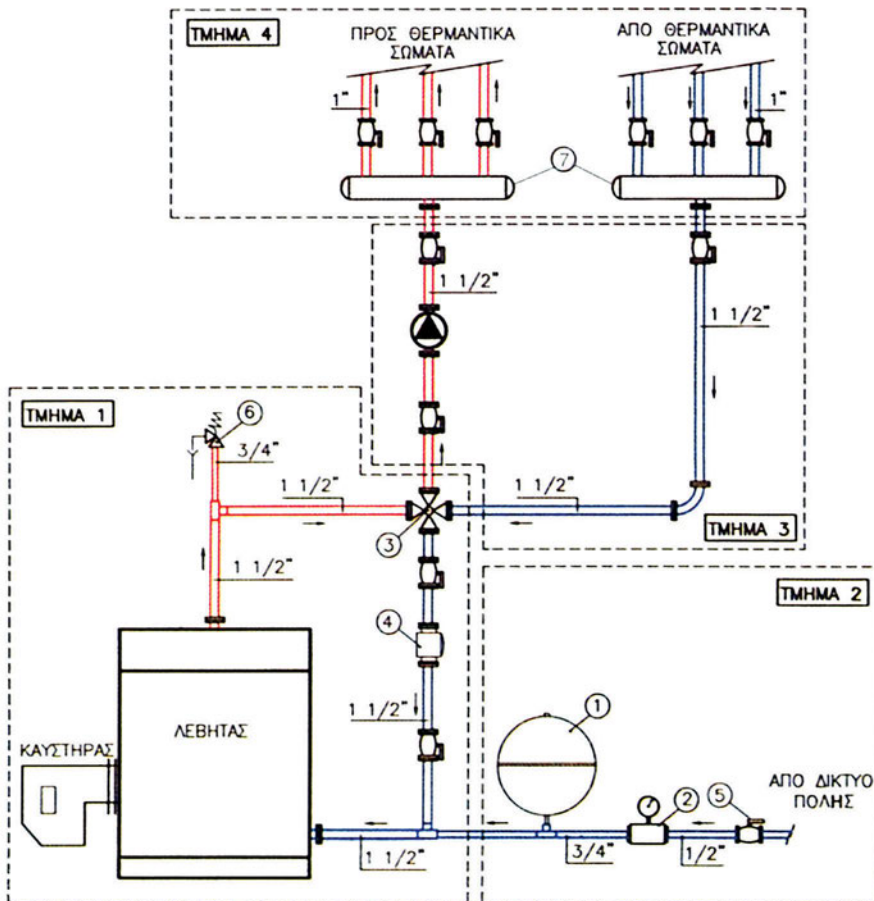 ΤΜΗΜΑ 4
ΠΡΟΣ ΘΕΡΜΑΝΤΙΚΑ
ΣΩΜΑΤΑ
ΑΠΟ ΘΕΡΜΑΝΤΙΚΑ
ΣΩΜΑΤΑ
1"
1"
7
1 1/2"
1 1/2"
ΤΜΗΜΑ 1
6
3/4"
1 1/2"
1 1/2"
3
ΤΜΗΜΑ 3
1 1/2"
ΤΜΗΜΑ 2
4
1 1/2"
1
ΛΕΒΗΤΑΣ
ΚΑΥΣΤΗΡΑΣ
ΑΠΟ ΔΙΚΤΥΟ
ΠΟΛΗΣ
2
5
1 1/2"
3/4"
1/2"